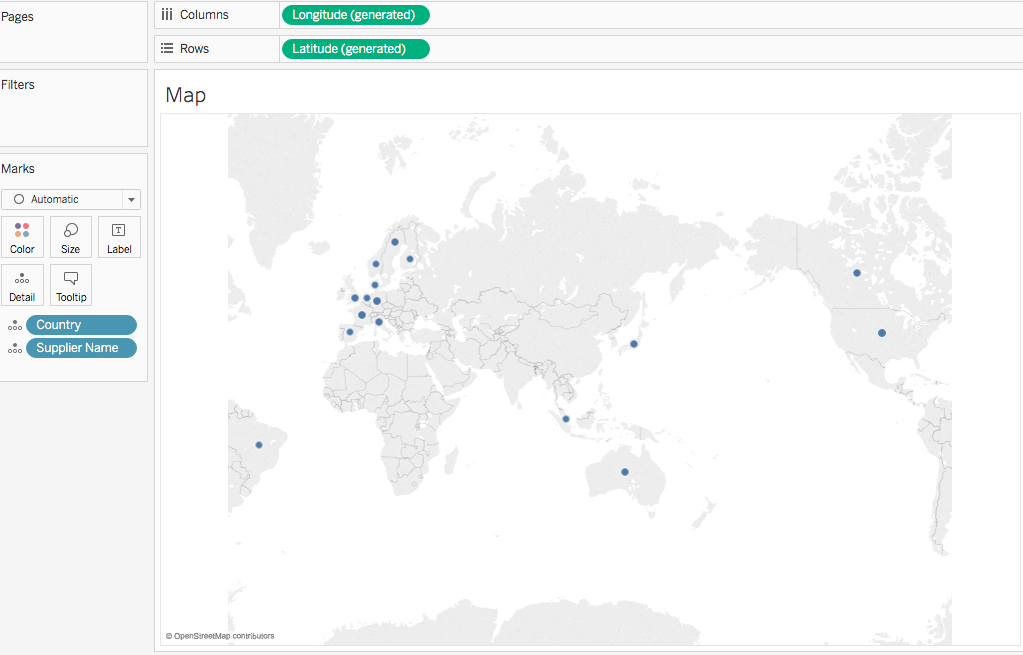 Pages
Columns
Longitude (generated)
Rows
Latitude (generated)
Filters
Map
Marks
Automatic
Color
Size
Label
Detail
Tooltip
Country
Supplier Name
© OpenStreetMap contributors